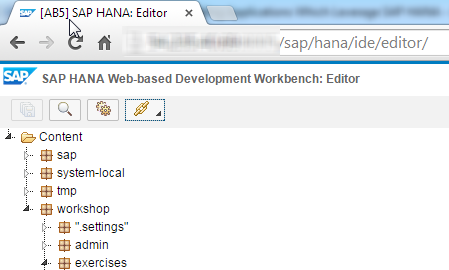 [AB5] SAP HANA: Editor
/sap/hana/ide/editor/
SAP SAP HANA Web-based Development Workbench: Editor
Content
sap
system-local
tmp
workshop
".settings"
admin
exercises